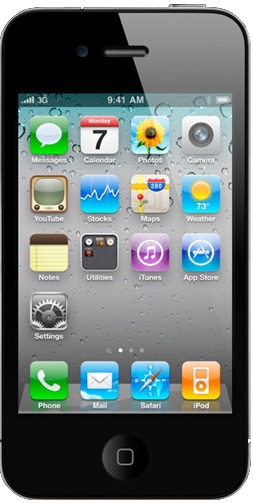 3G 9:41 AM
Monday
7
280
Messages Calendar Photos Camera
73°
YouTube Stocks Maps Weather
Notes Utilities iTunes App Store
Settings
Phone Mail Safari iPod